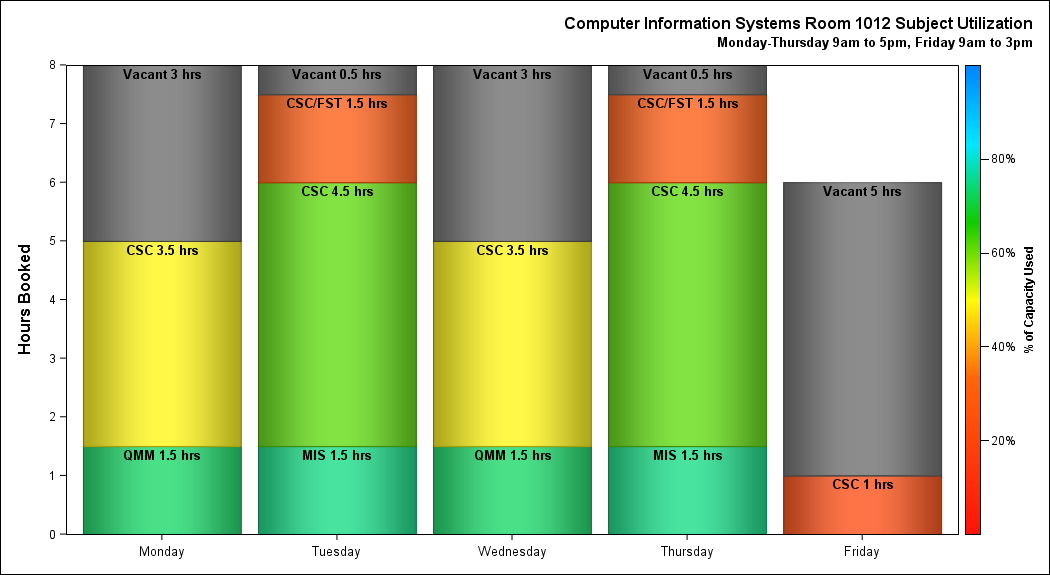 Computer Information Systems Room 1012 Subject Utilization
Monday-Thursday 9am to 5pm, Friday 9am to 3pm
Hours Booked
8
7
6
5
4
3
2
1
0
Vacant 3 hrs
CSC 3.5 hrs
QMM 1.5 hrs
Vacant 0.5 hrs
CSC/FST 1.5 hrs
CSC 4.5 hrs
MIS 1.5 hrs
Vacant 3 hrs
CSC 3.5 hrs
QMM 1.5 hrs
Vacant 0.5 hrs
CSC/FST 1.5 hrs
CSC 4.5 hrs
MIS 1.5 hrs
Vacant 5 hrs
CSC 1 hrs
Monday
Tuesday
Wednesday
Thursday
Friday
80%
60%
40%
20%
% of Capacity Used